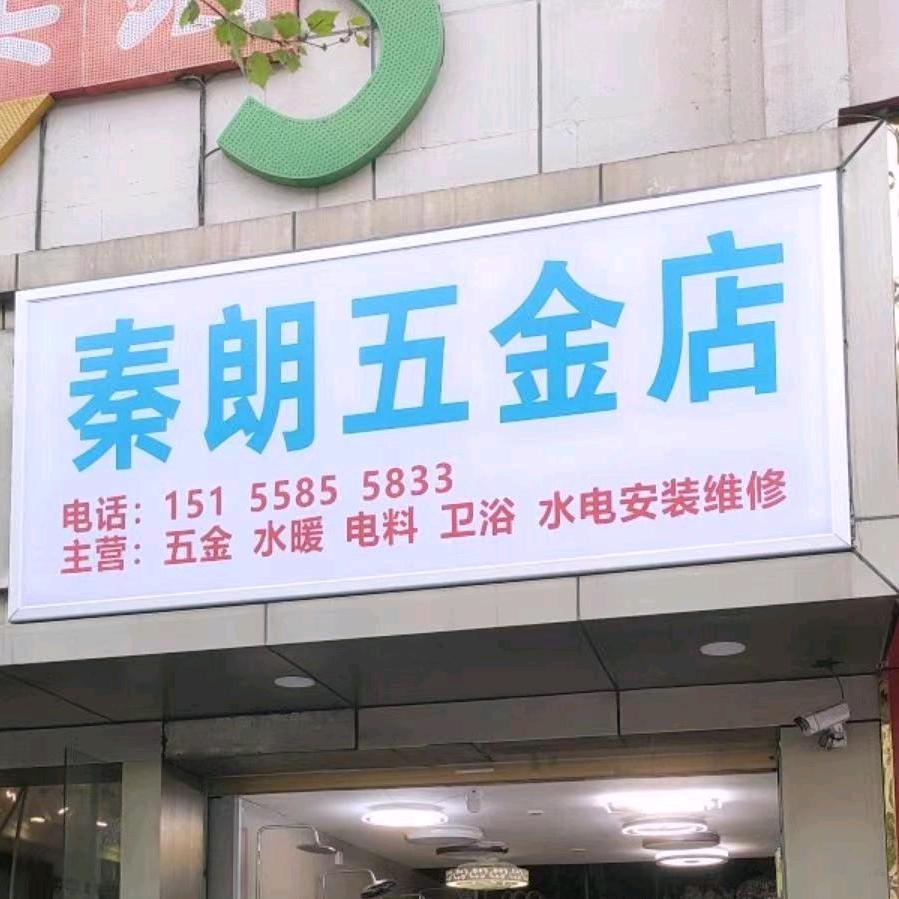 秦朗五金店
电话：151 5585 5833
主营：五金 水暖 电料 卫浴 水电安装维修